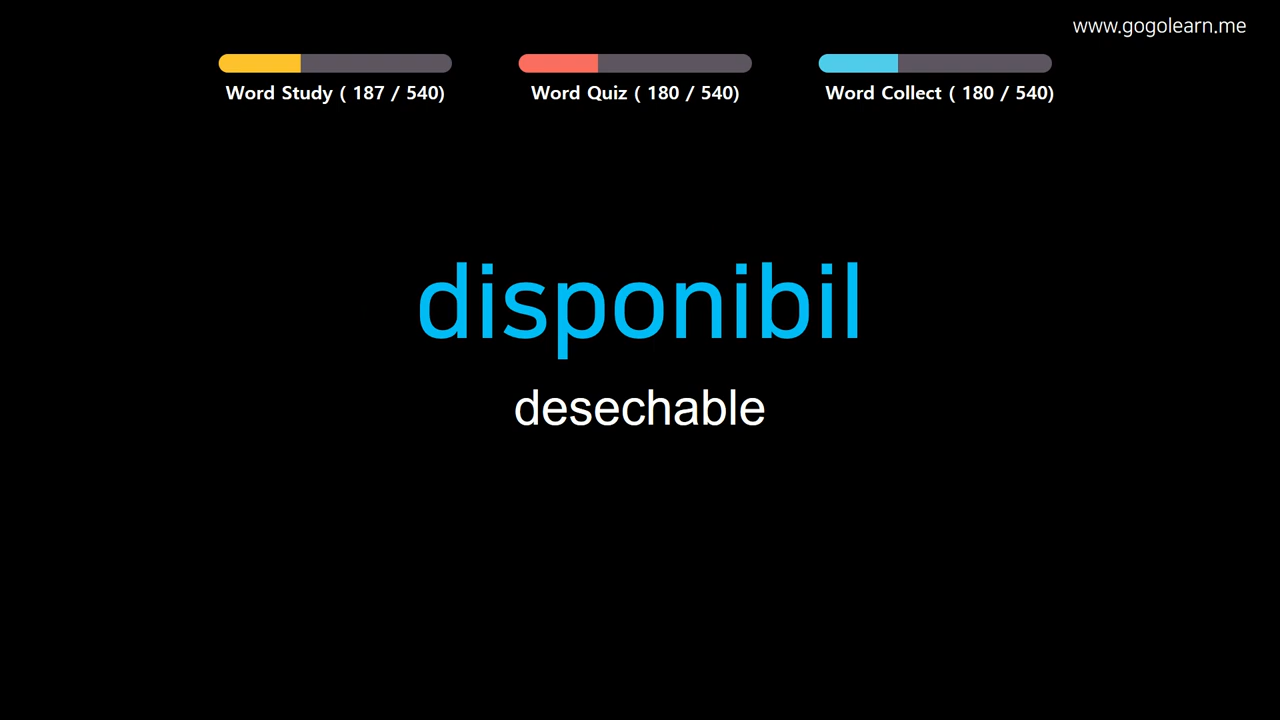 www.gogolearn.me
Word Study ( 187 / 540)
Word Quiz ( 180 / 540)
Word Collect ( 180 / 540)
disponibil
desechable